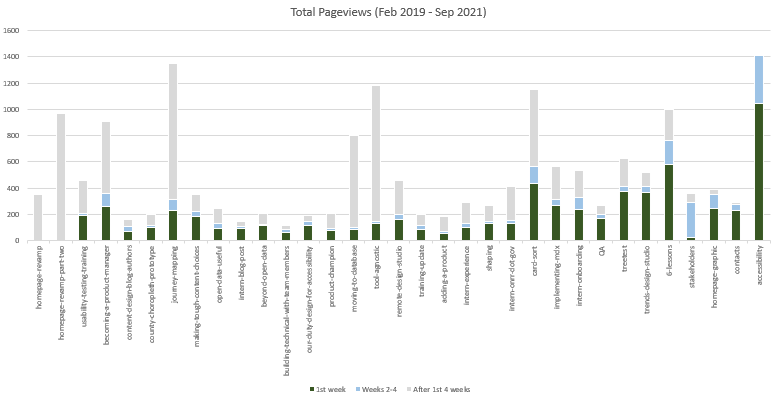 Total Pageviews (Feb 2019 - Sep 2021)
1600
1400
1200
1000
800
600
400
200
0
homepage-revamp
homepage-revamp-part-two
usability-testing-training
becoming-a-product-manager
content-design-blog-authors
county-choropleth-prototype
journey-mapping
making-tough-content-choices
open-data-useful
intern-blog-post
beyond-open-data
building-technical-with-team-members
our-duty-design-for-accessibility
product-champion
moving-to-database
tool-agnostic
remote-design-studio
training-update
adding-a-product
intern-experience
shaping
intern-onrr-dot-gov
card-sort
implementing-mdx
intern-onboarding
QA
treetest
trends-design-studio
6-lessons
stakeholders
homepage-graphic
contacts
accessibility
1st week Weeks 2-4 After 1st 4 weeks